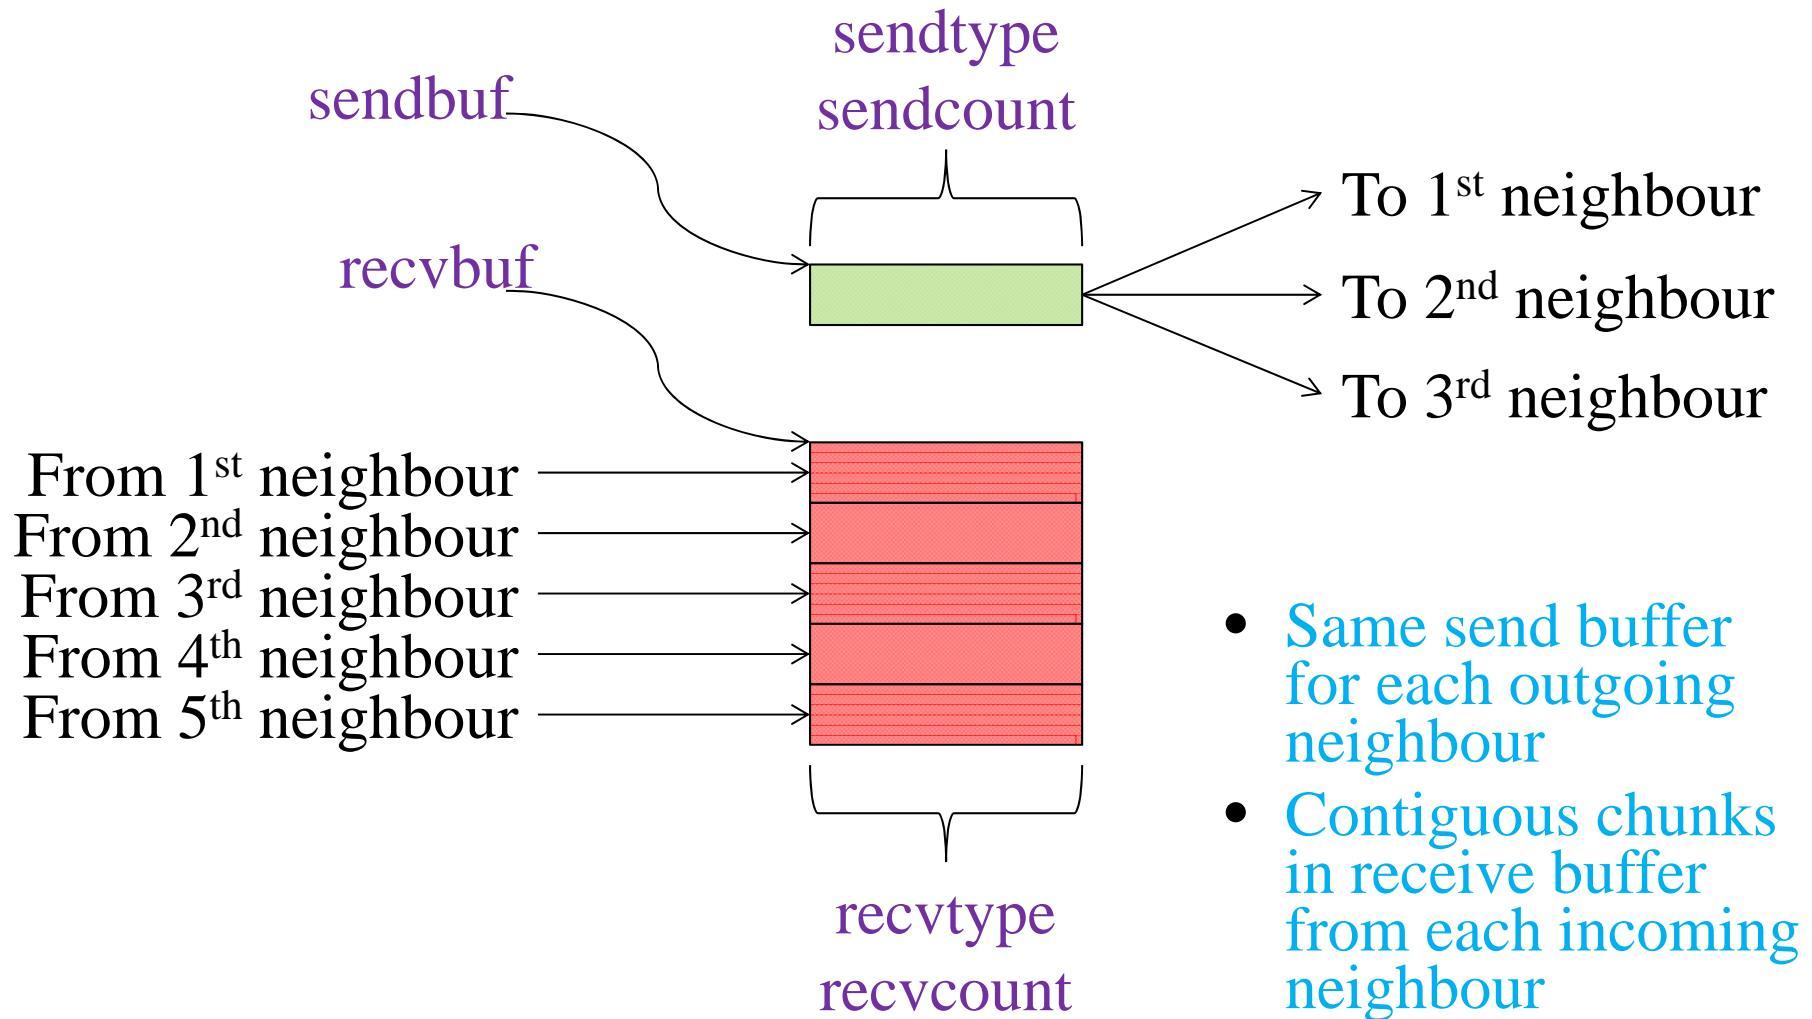 sendtype
sendcount
sendbuf
recvbuf
To 1st neighbour
To 2nd neighbour
To 3rd neighbour
From 1st neighbour
From 2nd neighbour
From 3rd neighbour
From 4th neighbour
From 5th neighbour
• Same send buffer
for each outgoing
neighbour
• Contiguous chunks
in receive buffer
from each incoming
neighbour
recvtype
recvcount